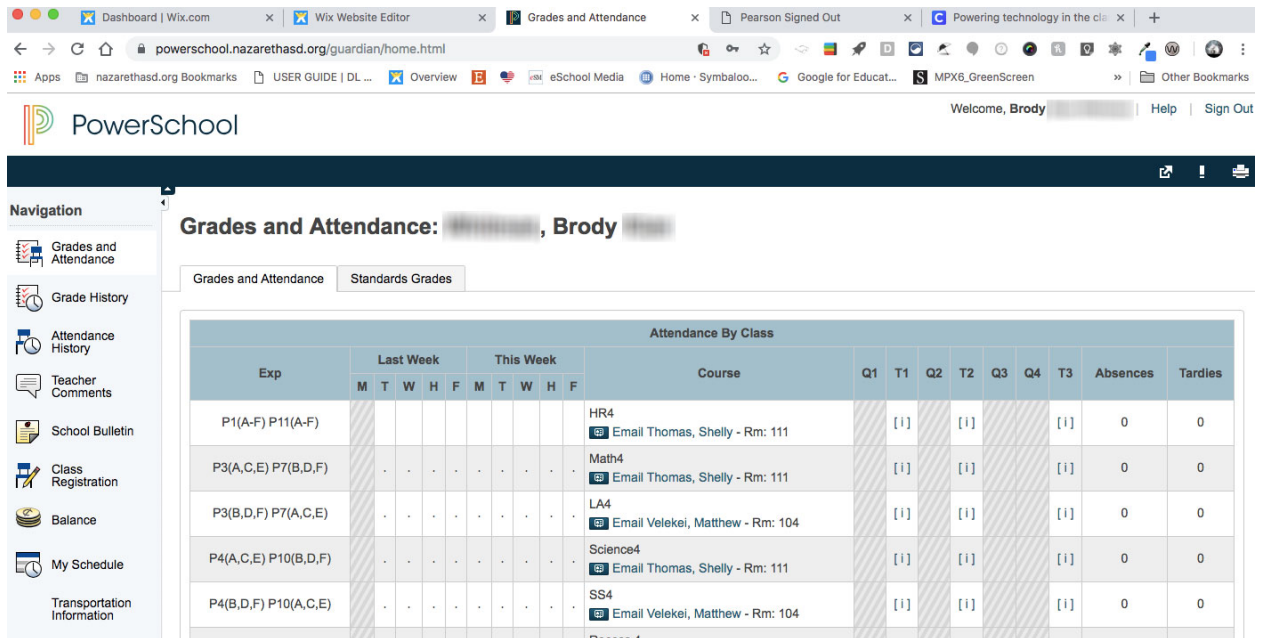 Dashboard | Wix.com × Wix Website Editor × Grades and Attendance × Pearson Signed Out × C Powering technology in the cla × +
powerschool.nazarethasd.org/guardian/home.html
Apps nazarethasd.org Bookmarks USER GUIDE | DL ... Overview E eSM eSchool Media Home · Symbaloo... G Google for Educat... S MPX6_GreenScreen » Other Bookmarks
PowerSchool
Welcome, Brody | Help | Sign Out
Navigation
Grades and
Attendance
Grade History
Attendance
History
Teacher
Comments
School Bulletin
Class
Registration
Balance
My Schedule
Transportation
Information
Grades and Attendance: , Brody
Grades and Attendance Standards Grades
Attendance By Class
Exp Last Week This Week Course Q1 T1 Q2 T2 Q3 Q4 T3 Absences Tardies
M T W H F M T W H F
P1(A-F) P11(A-F) HR4 [ i ] [ i ] [ i ] 0 0
Email Thomas, Shelly - Rm: 111
P3(A,C,E) P7(B,D,F) . . . . . . . . . Math4 [ i ] [ i ] [ i ] 0 0
Email Thomas, Shelly - Rm: 111
P3(B,D,F) P7(A,C,E) . . . . . . . . . LA4 [ i ] [ i ] [ i ] 0 0
Email Velekei, Matthew - Rm: 104
P4(A,C,E) P10(B,D,F) . . . . . . . . . Science4 [ i ] [ i ] [ i ] 0 0
Email Thomas, Shelly - Rm: 111
P4(B,D,F) P10(A,C,E) . . . . . . . . . SS4 [ i ] [ i ] [ i ] 0 0
Email Velekei, Matthew - Rm: 104